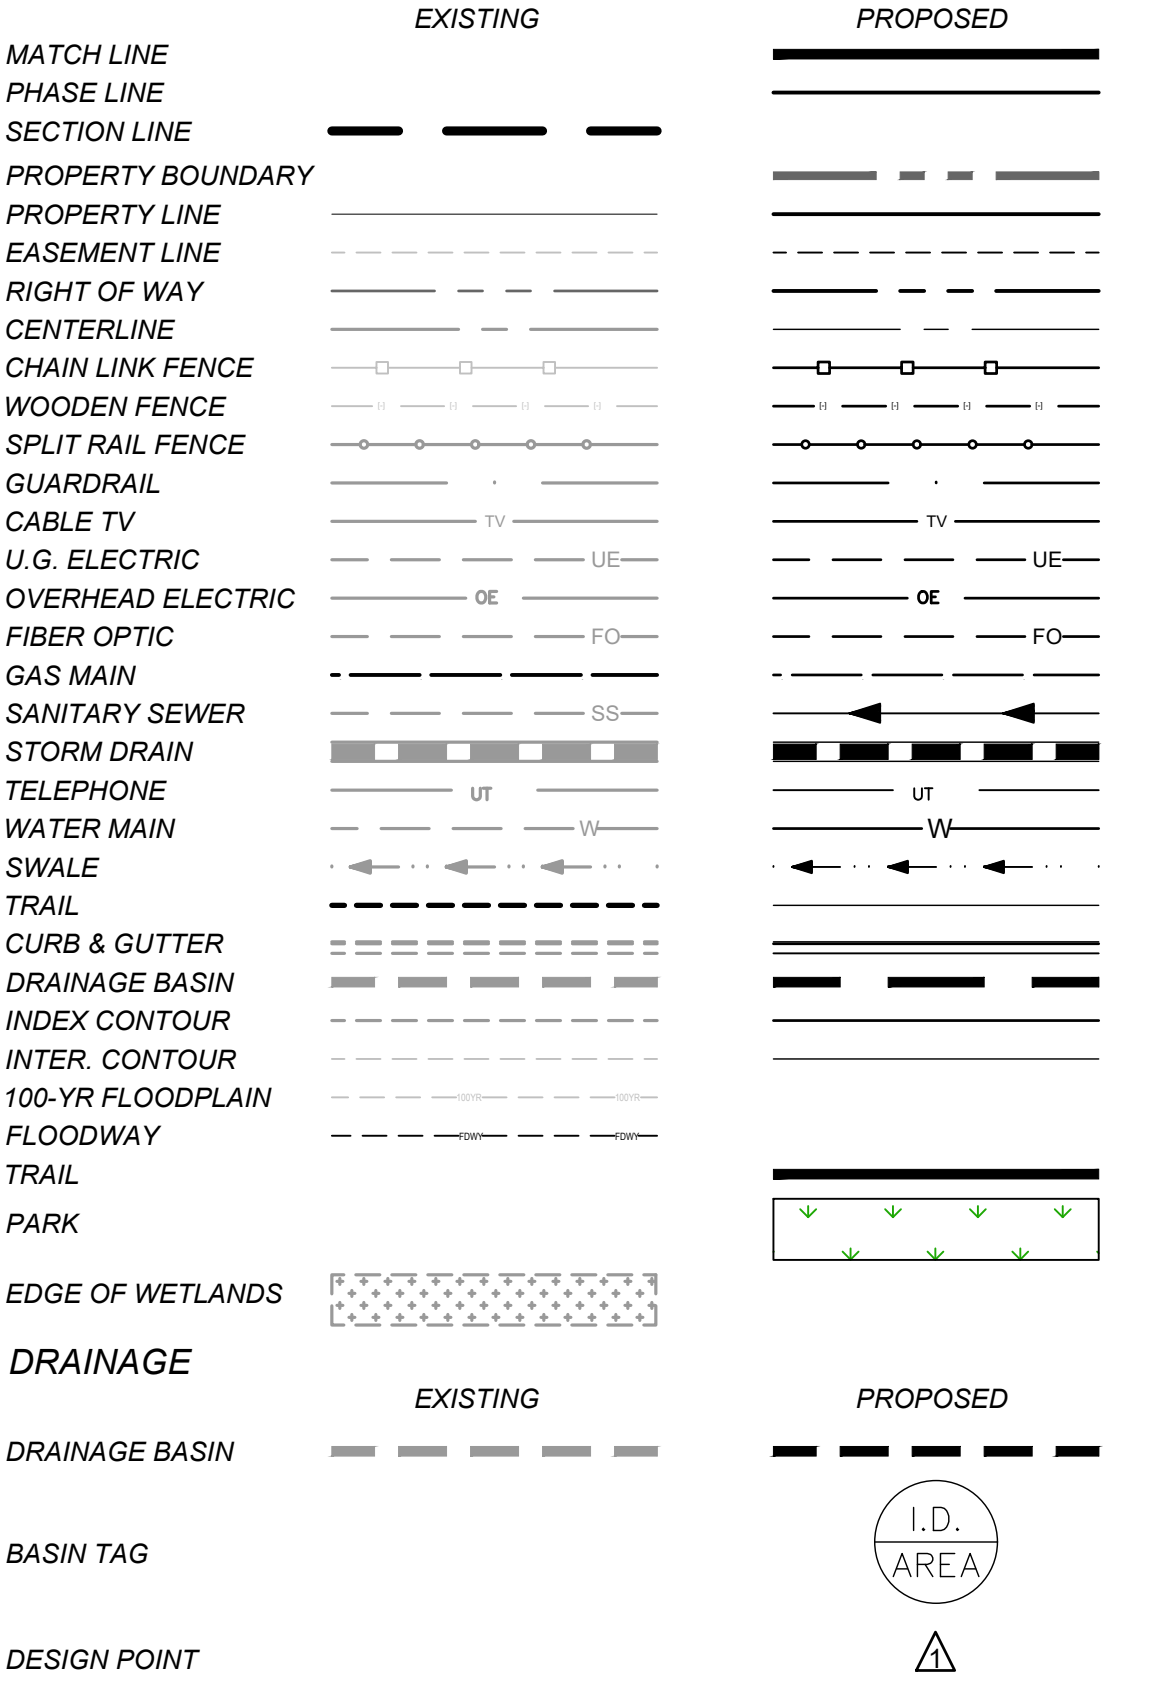 EXISTING PROPOSED
MATCH LINE
PHASE LINE
SECTION LINE
PROPERTY BOUNDARY
PROPERTY LINE
EASEMENT LINE
RIGHT OF WAY
CENTERLINE
CHAIN LINK FENCE
WOODEN FENCE [-] [-] [-] [-] [-] [-] [-] [-]
SPLIT RAIL FENCE
GUARDRAIL
CABLE TV TV TV
U.G. ELECTRIC UE UE
OVERHEAD ELECTRIC OE OE
FIBER OPTIC FO FO
GAS MAIN
SANITARY SEWER SS
STORM DRAIN
TELEPHONE UT UT
WATER MAIN W W
SWALE
TRAIL
CURB & GUTTER
DRAINAGE BASIN
INDEX CONTOUR
INTER. CONTOUR
100-YR FLOODPLAIN 100YR 100YR
FLOODWAY FDWY FDWY
TRAIL
PARK
EDGE OF WETLANDS
DRAINAGE
EXISTING PROPOSED
DRAINAGE BASIN
I.D.
BASIN TAG AREA
DESIGN POINT 1